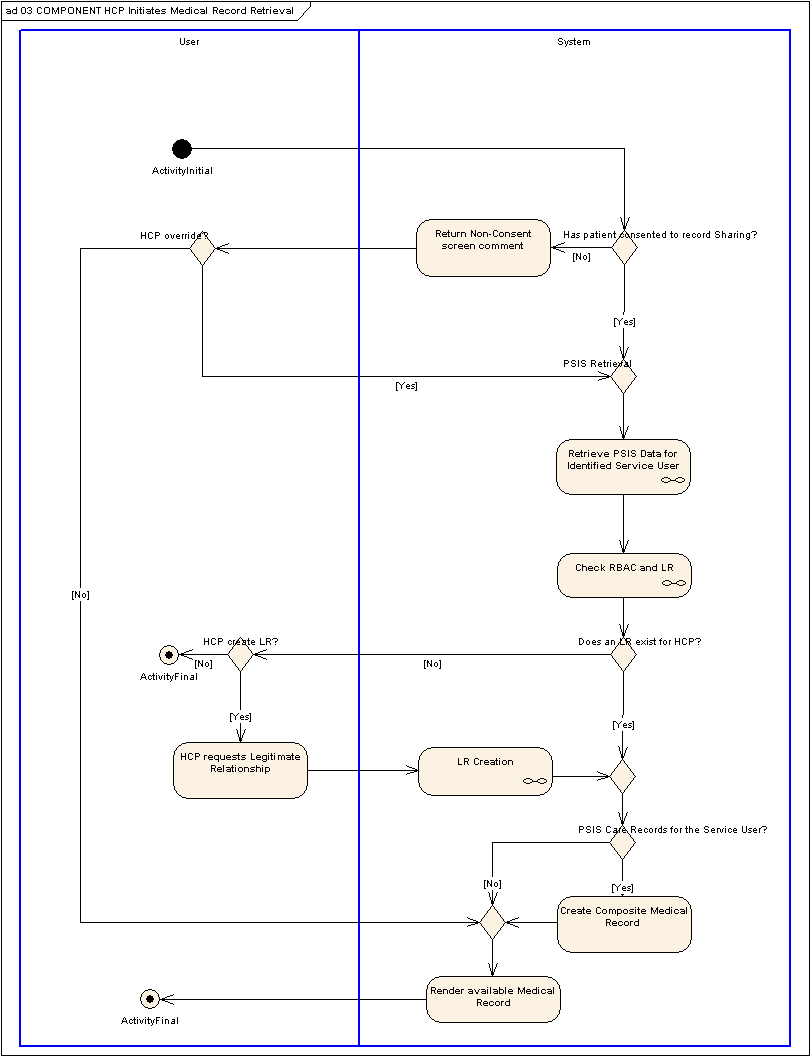 ad 03 COMPONENT HCP Initiates Medical Record Retrieval
User
System
ActivityInitial
HCP override?
Return Non-Consent
screen comment
Has patient consented to record Sharing?
[No]
[Yes]
PSIS Retrieval
[Yes]
Retrieve PSIS Data for
Identified Service User
Check RBAC and LR
[No]
HCP create LR?
Does an LR exist for HCP?
[No]
[No]
ActivityFinal
[Yes]
[Yes]
HCP requests Legitimate
Relationship
LR Creation
PSIS Care Records for the Service User?
[No]
[Yes]
Create Composite Medical
Record
Render available Medical
Record
ActivityFinal